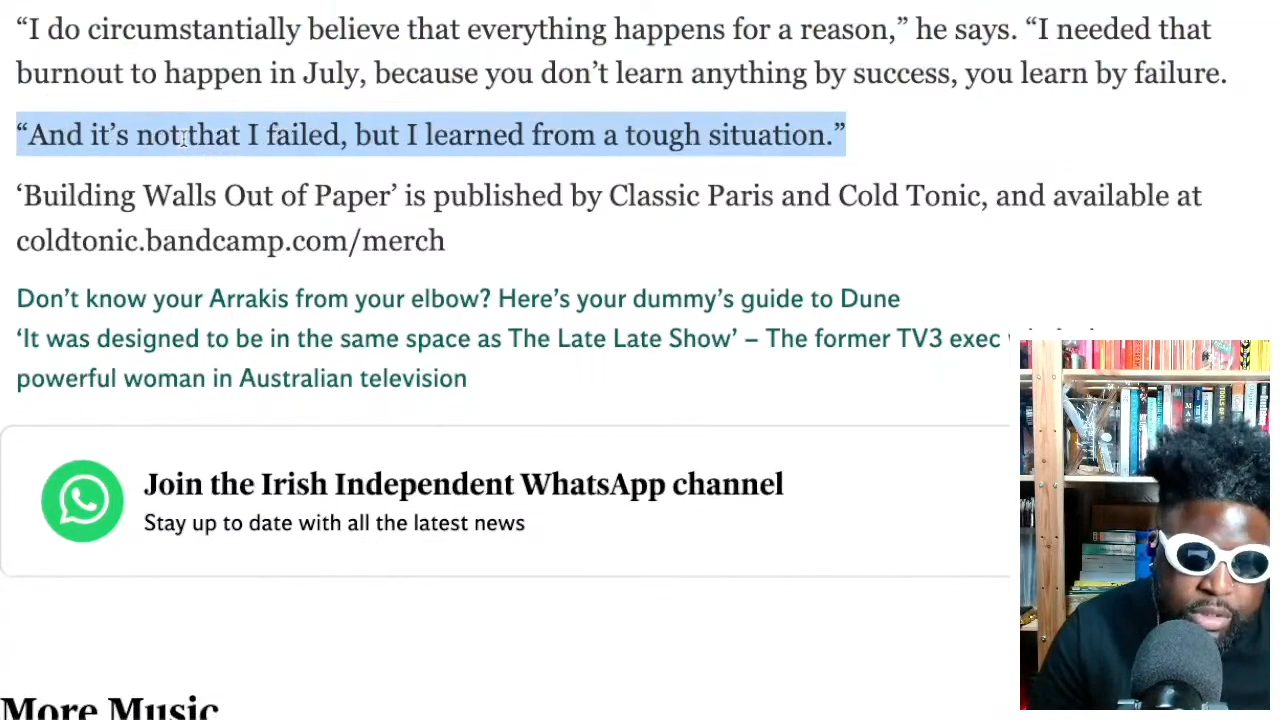 “I do circumstantially believe that everything happens for a reason,” he says. “I needed that
burnout to happen in July, because you don’t learn anything by success, you learn by failure.
“And it’s not that I failed, but I learned from a tough situation.”
‘Building Walls Out of Paper’ is published by Classic Paris and Cold Tonic, and available at
coldtonic.bandcamp.com/merch
Don’t know your Arrakis from your elbow? Here’s your dummy’s guide to Dune
‘It was designed to be in the same space as The Late Late Show’ – The former TV3 exec
powerful woman in Australian television
Join the Irish Independent WhatsApp channel
Stay up to date with all the latest news
More Music